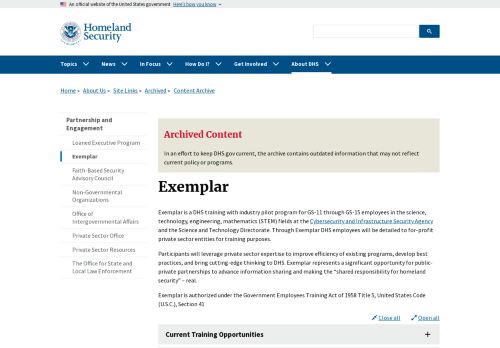 An official website of the United States government Here's how you know
Homeland
Security
Topics News In Focus How Do I? Get Involved About DHS
Home Â» About Us Â» Site Links Â» Archived Â» Content Archive
Partnership and
Engagement
Loaned Executive Program
Exemplar
Faith-Based Security
Advisory Council
Non-Governmental
Organizations
Office of
Intergovernmental Affairs
Private Sector Office
Private Sector Resources
The Office for State and
Local Law Enforcement
Archived Content
In an effort to keep DHS.gov current, the archive contains outdated information that may not reflect
current policy or programs.
Exemplar
Exemplar is a DHS training with industry pilot program for GS-11 through GS-15 employees in the science,
technology, engineering, mathematics (STEM) fields at the Cybersecurity and Infrastructure Security Agency
and the Science and Technology Directorate. Through Exemplar DHS employees will be detailed to for-profit
private sector entities for training purposes.
Participants will leverage private sector expertise to improve efficiency of existing programs, develop best
practices, and bring cutting-edge thinking to DHS. Exemplar represents a significant opportunity for public-
private partnerships to advance information sharing and making the “shared responsibility for homeland
security” – real.
Exemplar is authorized under the Government Employees Training Act of 1958 Title 5, United States Code
(U.S.C.), Section 41
Close all Open all
Current Training Opportunities +